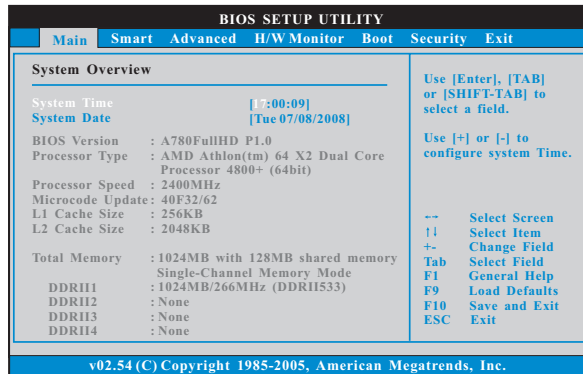 BIOS SETUP UTILITY
Main Smart Advanced H/W Monitor Boot Security Exit
System Overview
System Time [17:00:09]
System Date [Tue 07/08/2008]
BIOS Version : A780FullHD P1.0
Processor Type : AMD Athlon(tm) 64 X2 Dual Core
Processor 4800+ (64bit)
Processor Speed : 2400MHz
Microcode Update : 40F32/62
L1 Cache Size : 256KB
L2 Cache Size : 2048KB
Total Memory : 1024MB with 128MB shared memory
Single-Channel Memory Mode
DDRII1 : 1024MB/266MHz (DDRII533)
DDRII2 : None
DDRII3 : None
DDRII4 : None
Use [Enter], [TAB]
or [SHIFT-TAB] to
select a field.
Use [+] or [-] to
configure system Time.
←→ Select Screen
↑↓ Select Item
+- Change Field
Tab Select Field
F1 General Help
F9 Load Defaults
F10 Save and Exit
ESC Exit
v02.54 (C) Copyright 1985-2005, American Megatrends, Inc.